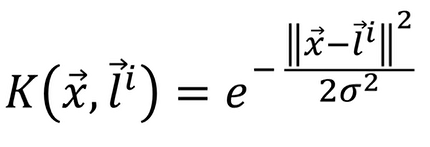 K(x⃗, l⃗ⁱ) = e^(−‖x⃗−l⃗ⁱ‖²/(2σ²))